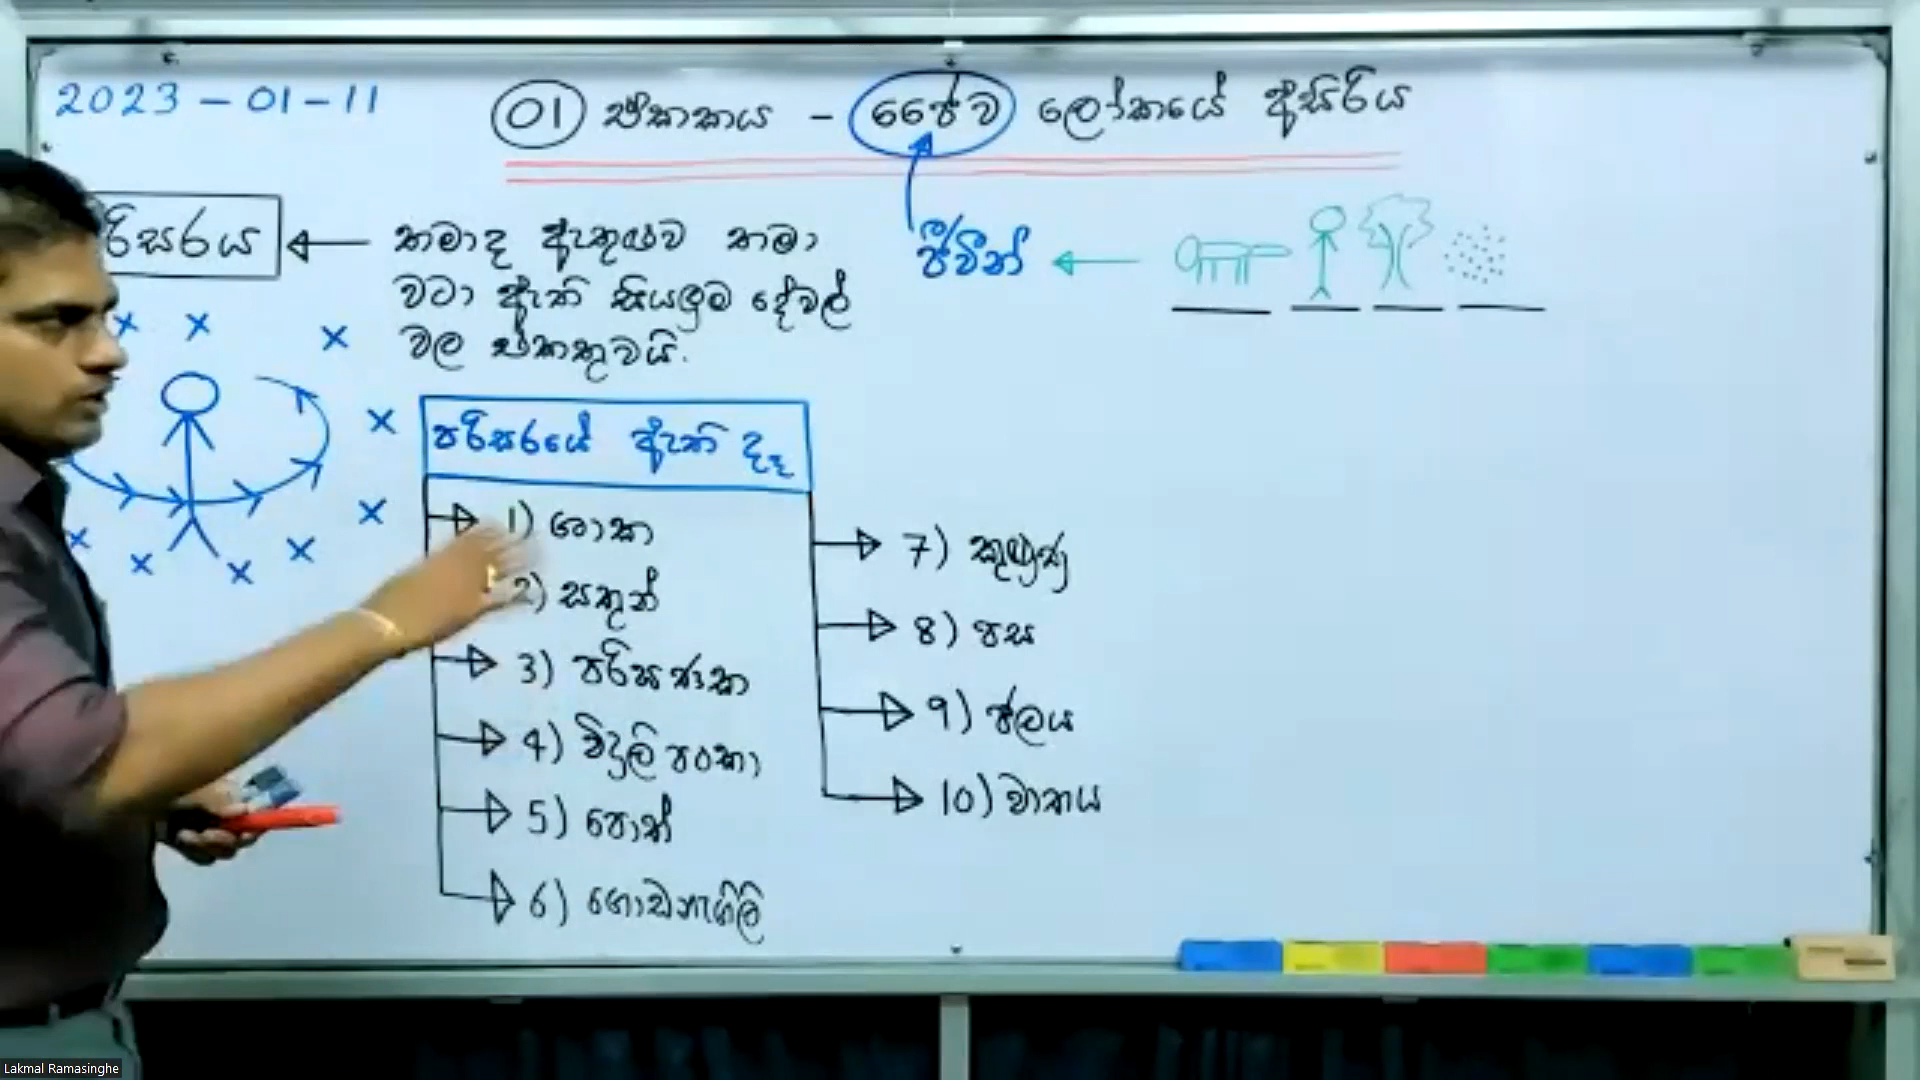 2023 - 01 - 11
01 ඒකකය - ජෛව ලෝකයේ අසිරිය
රිසරය
තමාද ඇතුළුව තමා
වටා ඇති සියලුම දේවල්
වල එකතුවයි.
ජීවීන්
පරිසරයේ ඇති දෑ
1) ගොක
2) සතුන්
3) පරිගණක
4) විදුලි පංකා
5) පොත්
6) ගොඩනැගිලි
7) කුළුණු
8) පස
9) ජලය
10) වාතය
Lakmal Ramasinghe